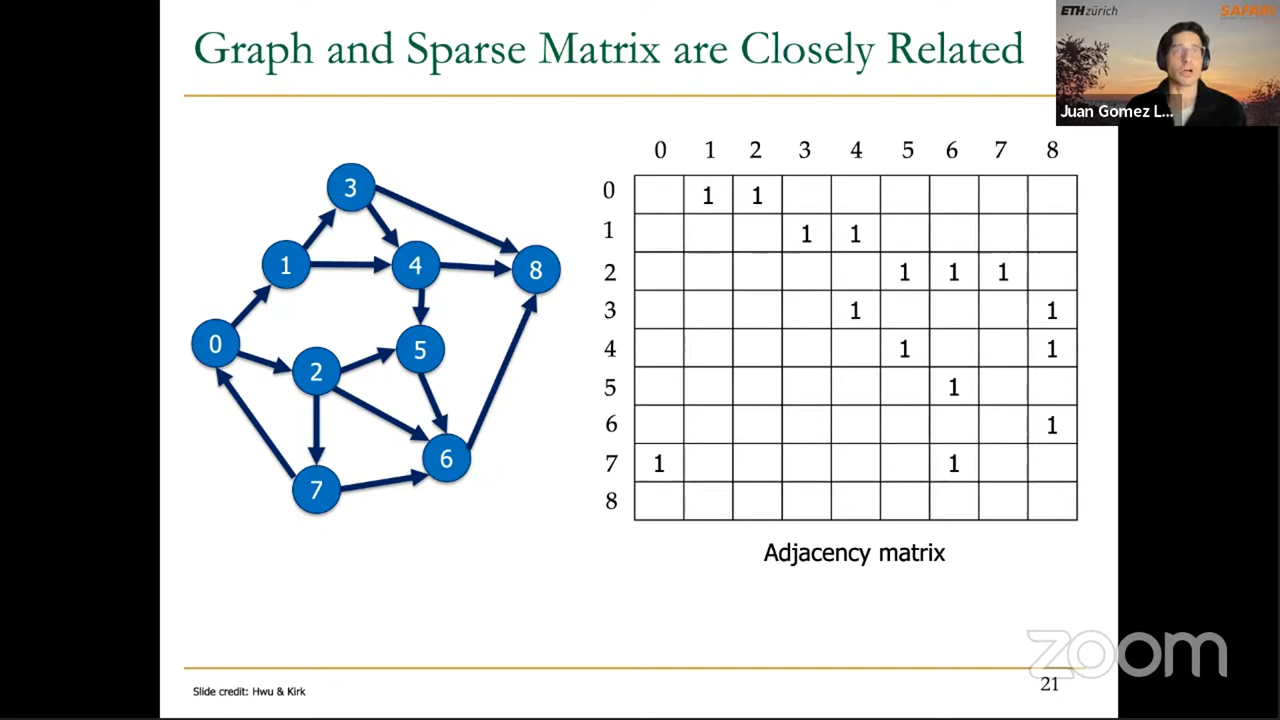 Graph and Sparse Matrix are Closely Related
ETHzürich
SAFARI
Juan Gomez L...
3
1
4
8
0
2
5
7
6
0 1 2 3 4 5 6 7 8
0 1 1
1 1 1
2 1 1 1
3 1 1
4 1 1
5 1
6 1
7 1 1
8
Adjacency matrix
zoom
Slide credit: Hwu & Kirk
21